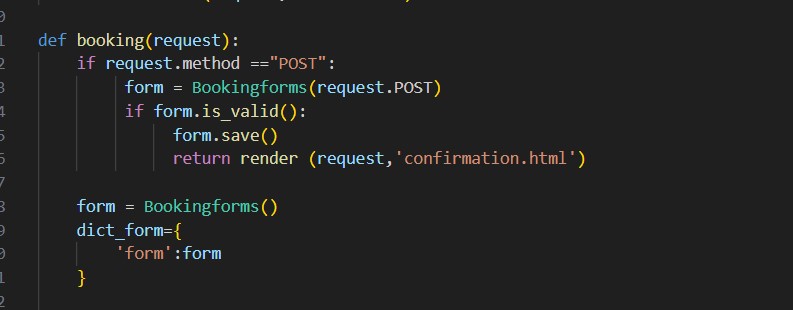 0
1 def booking(request):
2 if request.method =="POST":
3 form = Bookingforms(request.POST)
4 if form.is_valid():
5 form.save()
5 return render (request,'confirmation.html')
7
8 form = Bookingforms()
9 dict_form={
0 'form':form
1 }
2